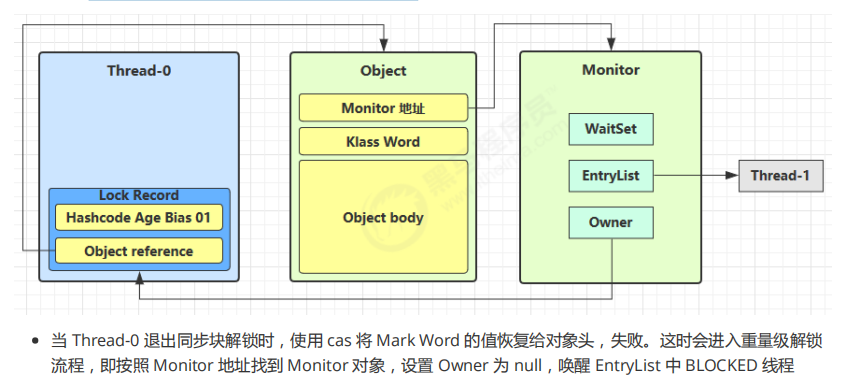 Thread-0
Object
Monitor
Monitor 地址
Klass Word
Object body
Lock Record
Hashcode Age Bias 01
Object reference
WaitSet
EntryList
Owner
Thread-1
黑马程序员
• 当 Thread-0 退出同步块解锁时，使用 cas 将 Mark Word 的值恢复给对象头，失败。这时会进入重量级解锁
流程，即按照 Monitor 地址找到 Monitor 对象，设置 Owner 为 null，唤醒 EntryList 中 BLOCKED 线程